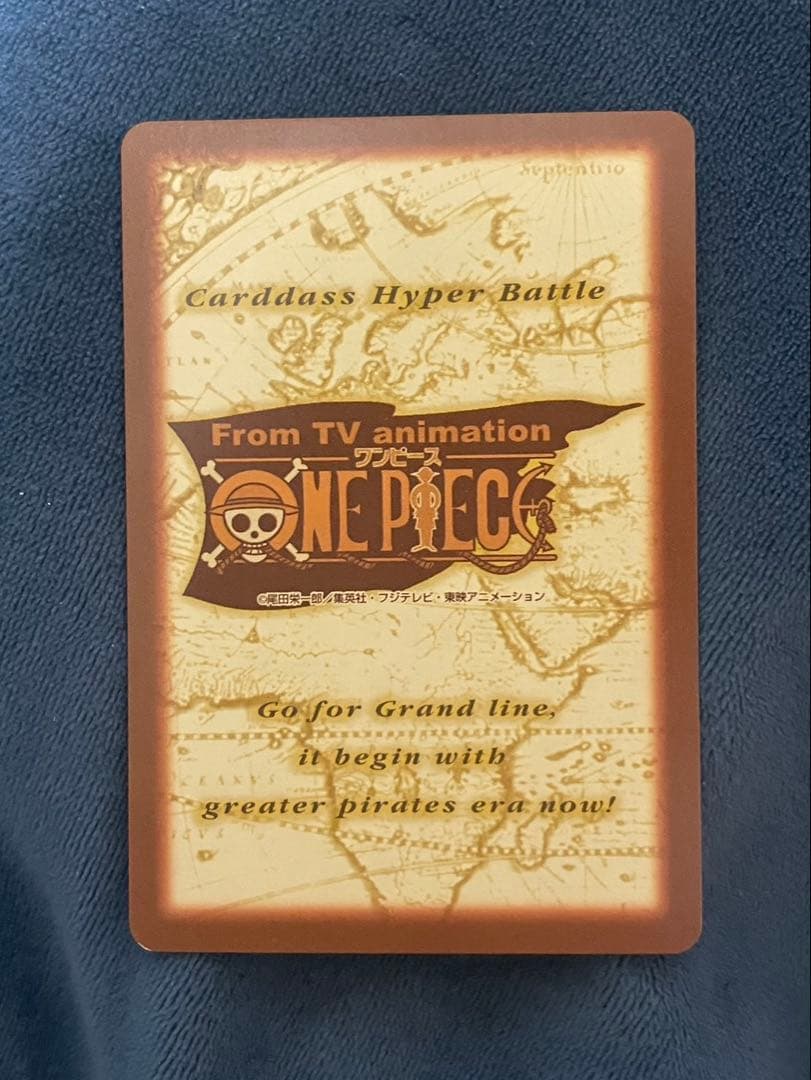 Septentrio
Carddass Hyper Battle
From TV animation
ワンピース
ONE PIECE
©尾田栄一郎／集英社・フジテレビ・東映アニメーション
Go for Grand line,
it begin with
greater pirates era now!